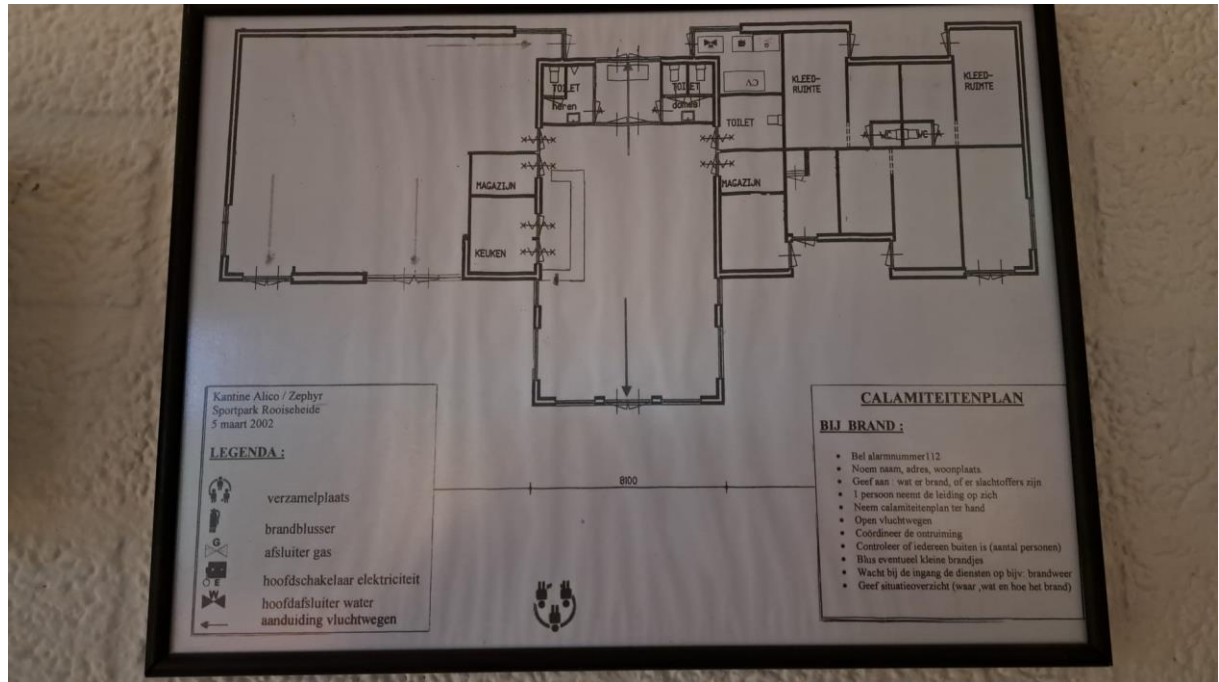 TOILET
heren
TOILET
dames
CV
TOILET
KLEED-
RUIMTE
KLEED-
RUIMTE
WC
WC
MAGAZIJN
MAGAZIJN
KEUKEN
8100
Kantine Alico / Zephyr
Sportpark Rooiseheide
5 maart 2002
LEGENDA :
verzamelplaats
brandblusser
G
afsluiter gas
E
hoofdschakelaar elektriciteit
W
hoofdafsluiter water
aanduiding vluchtwegen
CALAMITEITENPLAN
BIJ BRAND :
• Bel alarmnummer112
• Noem naam, adres, woonplaats.
• Geef aan : wat er brand, of er slachtoffers zijn
• 1 persoon neemt de leiding op zich
• Neem calamiteitenplan ter hand
• Open vluchtwegen
• Coördineer de ontruiming
• Controleer of iedereen buiten is (aantal personen)
• Blus eventueel kleine brandjes
• Wacht bij de ingang de diensten op bijv: brandweer
• Geef situatieoverzicht (waar ,wat en hoe het brand)